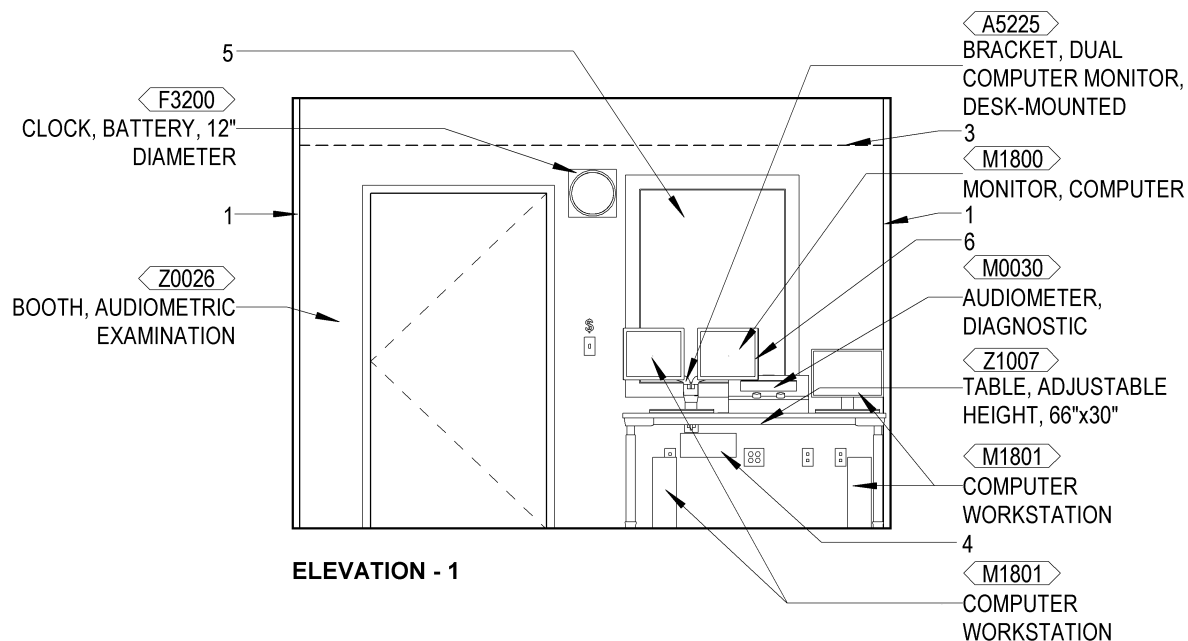 A5225
BRACKET, DUAL
COMPUTER MONITOR,
DESK-MOUNTED
5
F3200
CLOCK, BATTERY, 12"
DIAMETER
3
M1800
MONITOR, COMPUTER
1
1
6
Z0026
BOOTH, AUDIOMETRIC
EXAMINATION
M0030
AUDIOMETER,
DIAGNOSTIC
$
Z1007
TABLE, ADJUSTABLE
HEIGHT, 66"x30"
M1801
COMPUTER
WORKSTATION
4
M1801
COMPUTER
WORKSTATION
ELEVATION - 1